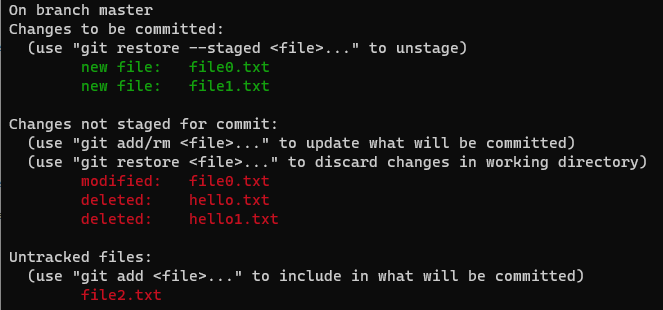 On branch master
Changes to be committed:
  (use "git restore --staged <file>..." to unstage)
        new file:   file0.txt
        new file:   file1.txt

Changes not staged for commit:
  (use "git add/rm <file>..." to update what will be committed)
  (use "git restore <file>..." to discard changes in working directory)
        modified:   file0.txt
        deleted:    hello.txt
        deleted:    hello1.txt

Untracked files:
  (use "git add <file>..." to include in what will be committed)
        file2.txt